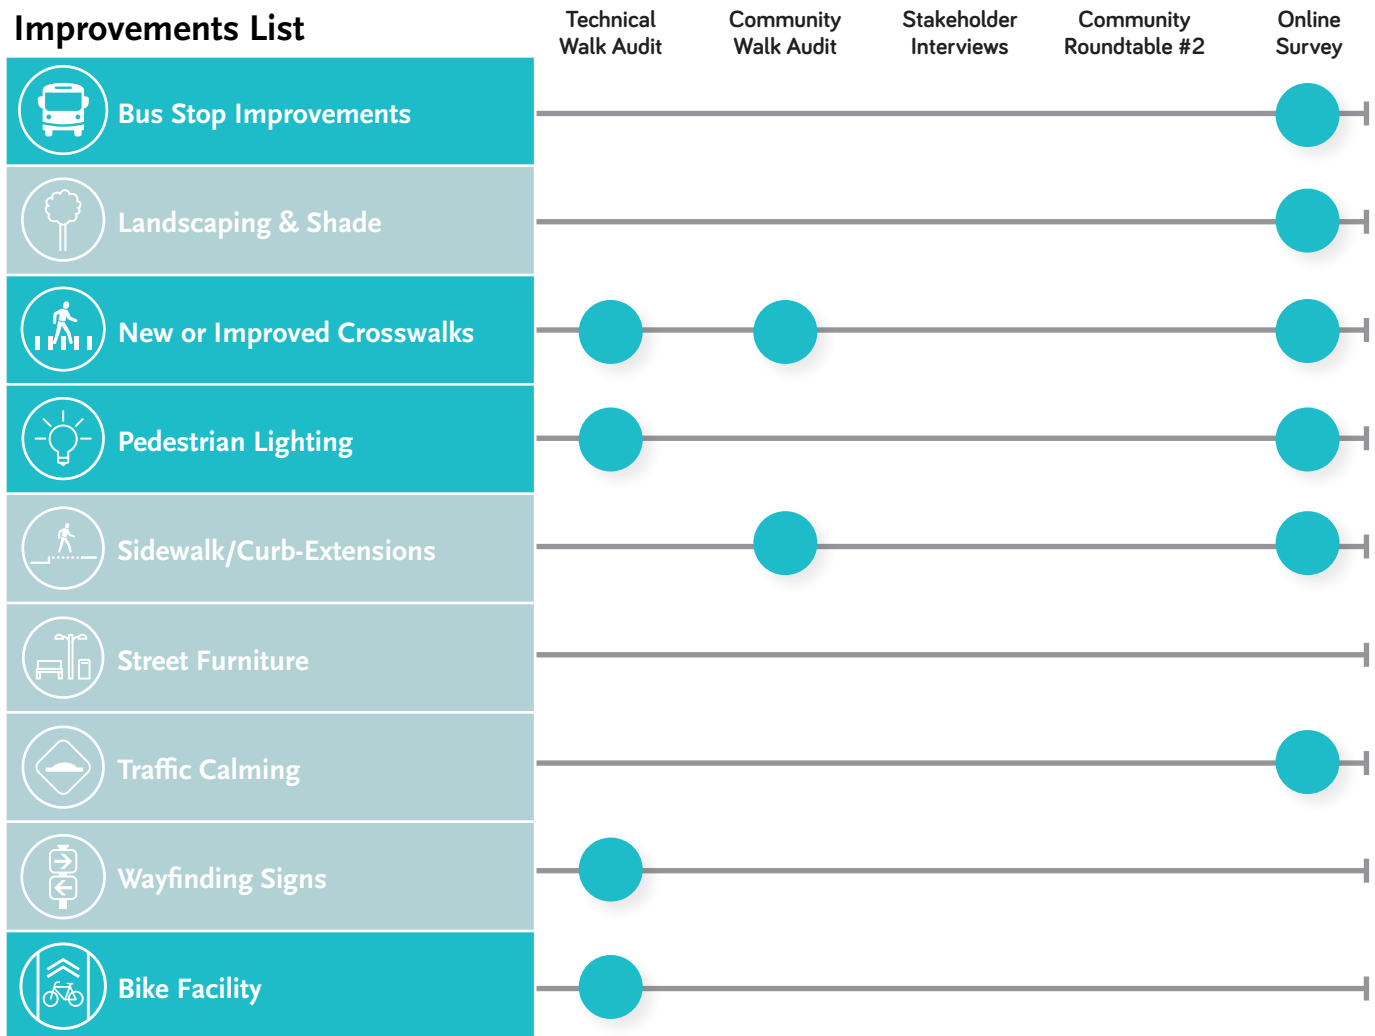 Improvements List
Technical
Walk Audit
Community
Walk Audit
Stakeholder
Interviews
Community
Roundtable #2
Online
Survey
Bus Stop Improvements
Landscaping & Shade
New or Improved Crosswalks
Pedestrian Lighting
Sidewalk/Curb-Extensions
Street Furniture
Traffic Calming
Wayfinding Signs
Bike Facility